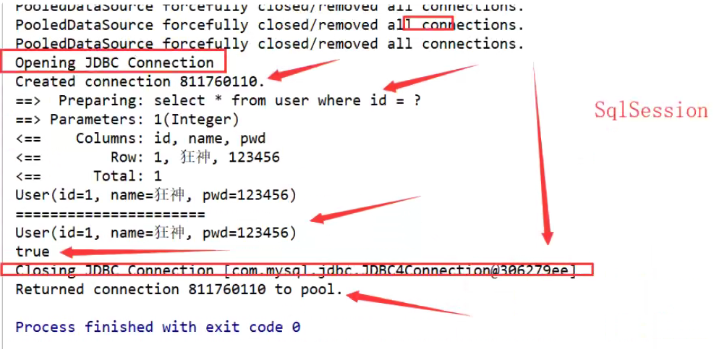 PooledDataSource forcefully closed/removed all connections.
PooledDataSource forcefully closed/removed all connections.
PooledDataSource forcefully closed/removed all connections.
Opening JDBC Connection
Created connection 811760110.
==>  Preparing: select * from user where id = ?
==> Parameters: 1(Integer)
<==    Columns: id, name, pwd
<==        Row: 1, 狂神, 123456
<==      Total: 1
User(id=1, name=狂神, pwd=123456)
=======================
User(id=1, name=狂神, pwd=123456)
true
Closing JDBC Connection [com.mysql.jdbc.JDBC4Connection@306279ee]
Returned connection 811760110 to pool.
Process finished with exit code 0
SqlSession